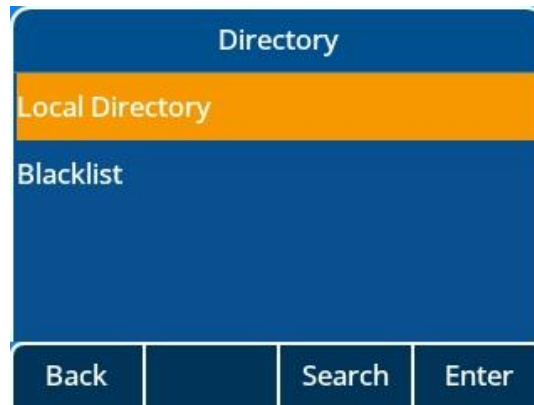 Directory
Local Directory
Blacklist
Back Search Enter